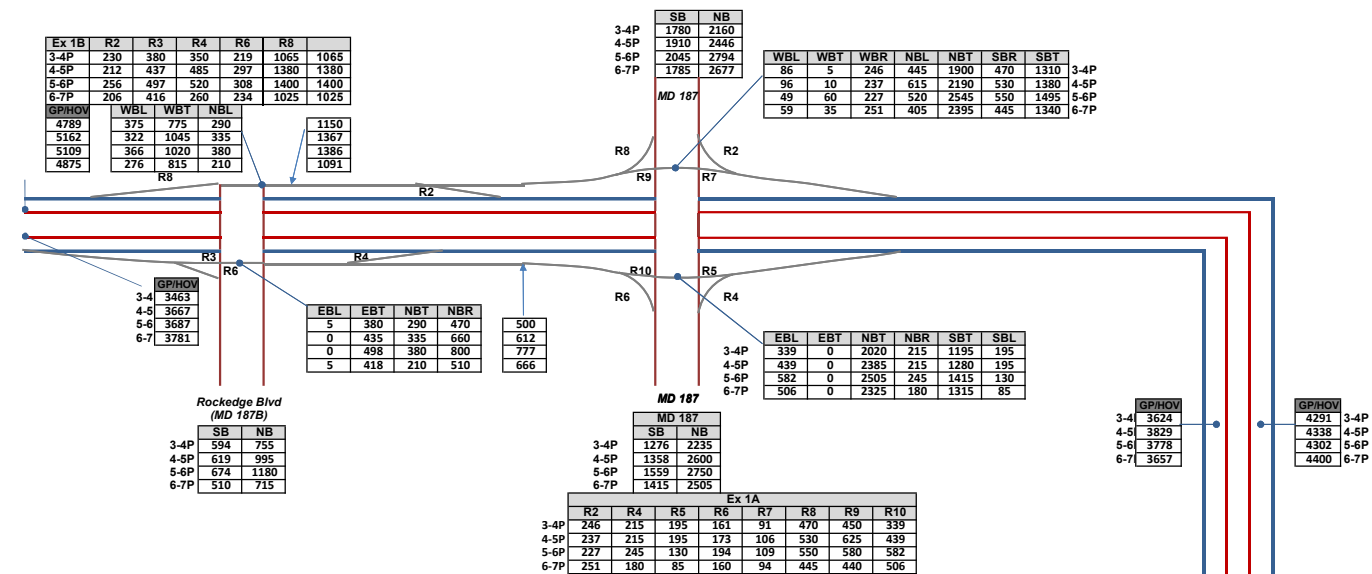 SB NB
3-4P 1780 2160
4-5P 1910 2446
5-6P 2045 2794
6-7P 1785 2677
MD 187
Ex 1B R2 R3 R4 R6 R8
3-4P 230 380 350 219 1065 1065
4-5P 212 437 485 297 1380 1380
5-6P 256 497 520 308 1400 1400
6-7P 206 416 260 234 1025 1025
GP/HOV
4789
5162
5109
4875
WBL WBT NBL
375 775 290
322 1045 335
366 1020 380
276 815 210
1150
1367
1386
1091
WBL WBT WBR NBL NBT SBR SBT
86 5 246 445 1900 470 1310 3-4P
96 10 237 615 2190 530 1380 4-5P
49 60 227 520 2545 550 1495 5-6P
59 35 251 405 2395 445 1340 6-7P
R8 R2
R9 R7
R8
R2
R3
R6
R4
R10 R5
R6 R4
GP/HOV
3-4 3463
4-5 3667
5-6 3687
6-7 3781
EBL EBT NBT NBR
5 380 290 470
0 435 335 660
0 498 380 800
5 418 210 510
500
612
777
666
EBL EBT NBT NBR SBT SBL
3-4P 339 0 2020 215 1195 195
4-5P 439 0 2385 215 1280 195
5-6P 582 0 2505 245 1415 130
6-7P 506 0 2325 180 1315 85
Rockedge Blvd
(MD 187B)
SB NB
3-4P 594 755
4-5P 619 995
5-6P 674 1180
6-7P 510 715
MD 187
MD 187
SB NB
3-4P 1276 2235
4-5P 1358 2600
5-6P 1559 2750
6-7P 1415 2505
GP/HOV
3-4 3624
4-5 3829
5-6 3778
6-7 3657
GP/HOV
4291 3-4P
4338 4-5P
4302 5-6P
4400 6-7P
Ex 1A
R2 R4 R5 R6 R7 R8 R9 R10
3-4P 246 215 195 161 91 470 450 339
4-5P 237 215 195 173 106 530 625 439
5-6P 227 245 130 194 109 550 580 582
6-7P 251 180 85 160 94 445 440 506